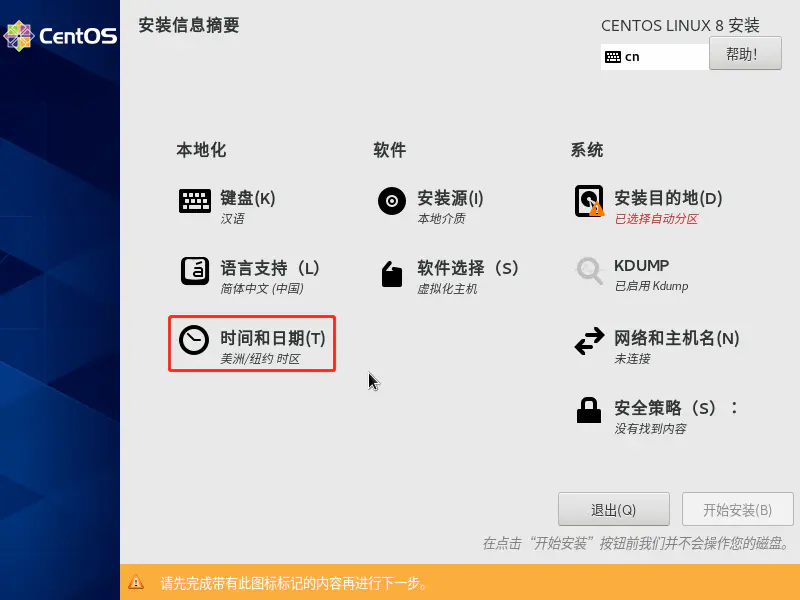 CentOS
安装信息摘要
CENTOS LINUX 8 安装
cn
帮助！
本地化
键盘(K)
汉语
语言支持（L）
简体中文 (中国)
时间和日期(T)
美洲/纽约 时区
软件
安装源(I)
本地介质
软件选择（S）
虚拟化主机
系统
安装目的地(D)
已选择自动分区
KDUMP
已启用 Kdump
网络和主机名(N)
未连接
安全策略（S）：
没有找到内容
退出(Q)
开始安装(B)
在点击“开始安装”按钮前我们并不会操作您的磁盘。
请先完成带有此图标标记的内容再进行下一步。